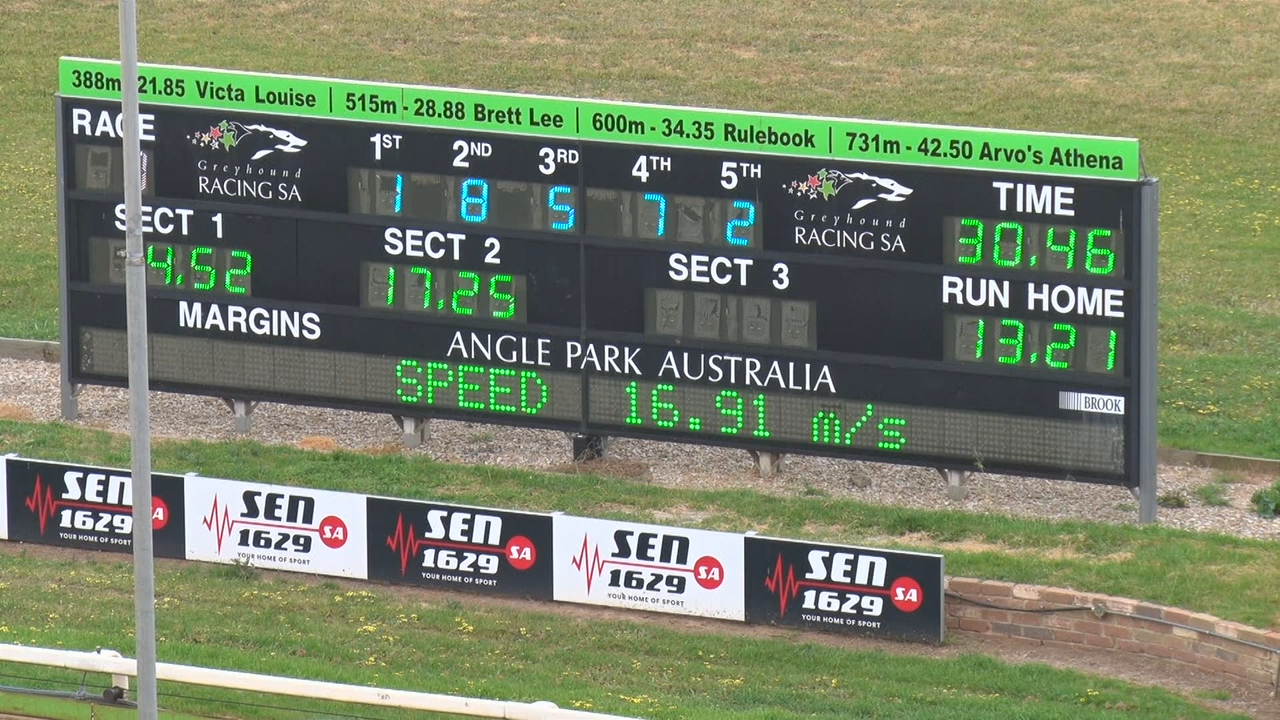 388m - 21.85 Victa Louise | 515m - 28.88 Brett Lee | 600m - 34.35 Rulebook | 731m - 42.50 Arvo's Athena
RACE
Greyhound
RACING SA
1ST 2ND 3RD 4TH 5TH
1 8 5 7 2
Greyhound
RACING SA
TIME
30.46
SECT 1
4.52
SECT 2
17.25
SECT 3
RUN HOME
13.21
MARGINS
ANGLE PARK AUSTRALIA
SPEED 16.91 m/s
BROOK
SEN
1629
A
YOUR HOME OF SPORT
SEN
1629
SA
YOUR HOME OF SPORT
SEN
1629
SA
YOUR HOME OF SPORT
SEN
1629
SA
YOUR HOME OF SPORT
SEN
1629
SA
YOUR HOME OF SPORT